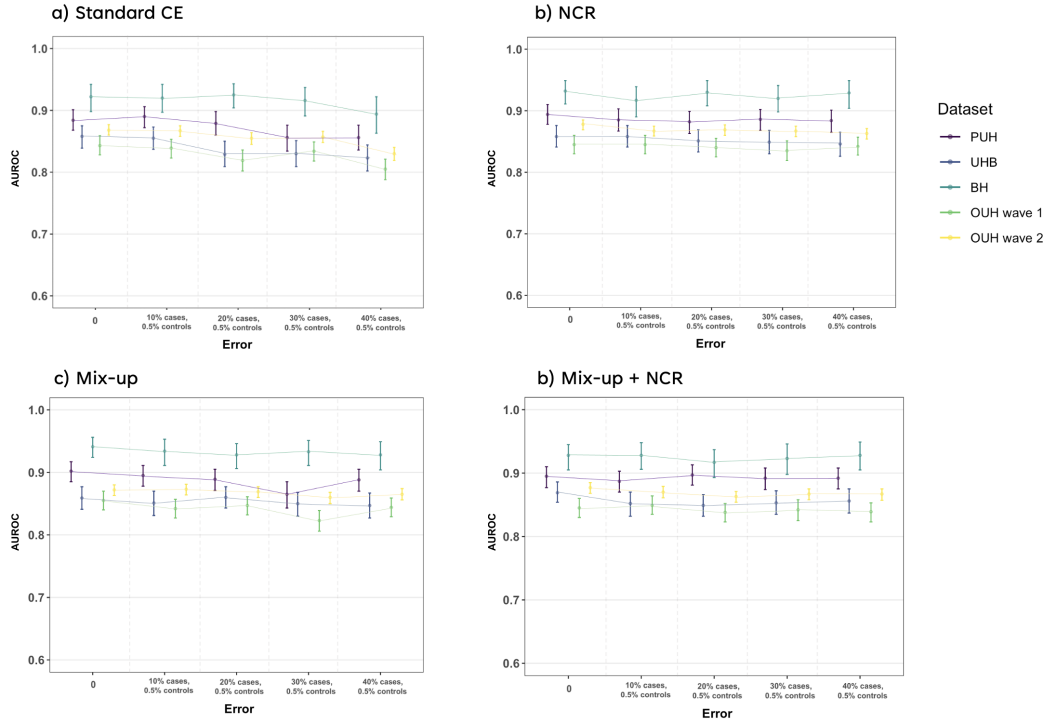 a) Standard CE
1.0
0.9
0.8
0.7
0.6
AUROC
0
10% cases,
0.5% controls
20% cases,
0.5% controls
30% cases,
0.5% controls
40% cases,
0.5% controls
Error
b) NCR
1.0
0.9
0.8
0.7
0.6
AUROC
0
10% cases,
0.5% controls
20% cases,
0.5% controls
30% cases,
0.5% controls
40% cases,
0.5% controls
Error
Dataset
PUH
UHB
BH
OUH wave 1
OUH wave 2
c) Mix-up
1.0
0.9
0.8
0.7
0.6
AUROC
0
10% cases,
0.5% controls
20% cases,
0.5% controls
30% cases,
0.5% controls
40% cases,
0.5% controls
Error
b) Mix-up + NCR
1.0
0.9
0.8
0.7
0.6
AUROC
0
10% cases,
0.5% controls
20% cases,
0.5% controls
30% cases,
0.5% controls
40% cases,
0.5% controls
Error